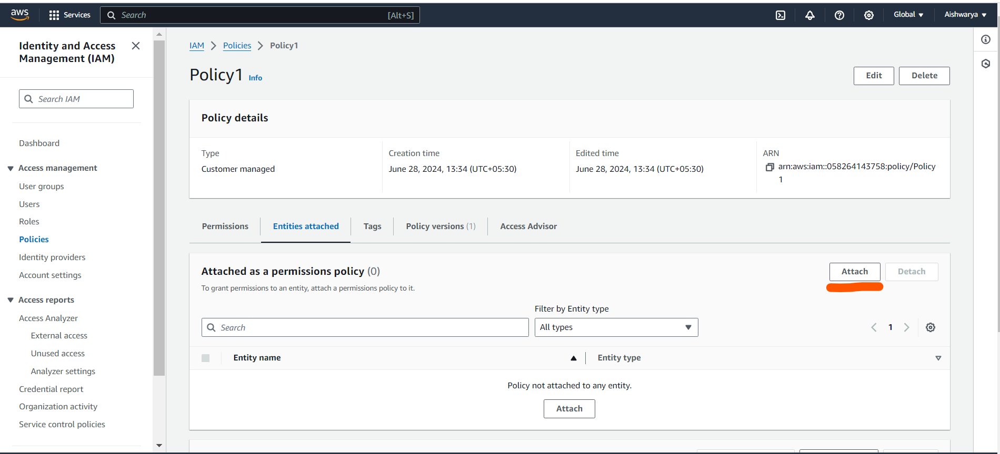 aws Services Search [Alt+S] Global Aishwarya
Identity and Access
Management (IAM)
Search IAM
Dashboard
Access management
User groups
Users
Roles
Policies
Identity providers
Account settings
Access reports
Access Analyzer
External access
Unused access
Analyzer settings
Credential report
Organization activity
Service control policies
IAM Policies Policy1
Policy1 Info Edit Delete
Policy details
Type
Customer managed
Creation time
June 28, 2024, 13:34 (UTC+05:30)
Edited time
June 28, 2024, 13:34 (UTC+05:30)
ARN
arn:aws:iam::058264143758:policy/Policy
1
Permissions Entities attached Tags Policy versions (1) Access Advisor
Attached as a permissions policy (0) Attach Detach
To grant permissions to an entity, attach a permissions policy to it.
Filter by Entity type
Search All types 1
Entity name Entity type
Policy not attached to any entity.
Attach